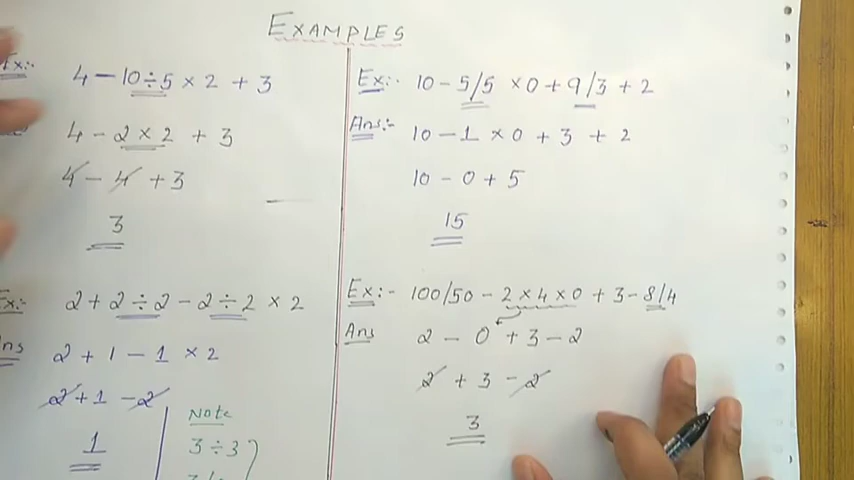 EXAMPLES
Ex:-
4 - 10 ÷ 5 × 2 + 3
4 - 2 × 2 + 3
4 - 4 + 3
3
Ex:-
2 + 2 ÷ 2 - 2 ÷ 2 × 2
Ans
2 + 1 - 1 × 2
2 + 1 - 2
1
Note
3 ÷ 3
Ex:-
10 - 5/5 × 0 + 9/3 + 2
Ans:-
10 - 1 × 0 + 3 + 2
10 - 0 + 5
15
Ex:-
100/50 - 2 × 4 × 0 + 3 - 8/4
Ans
2 - 0 + 3 - 2
2 + 3 - 2
3